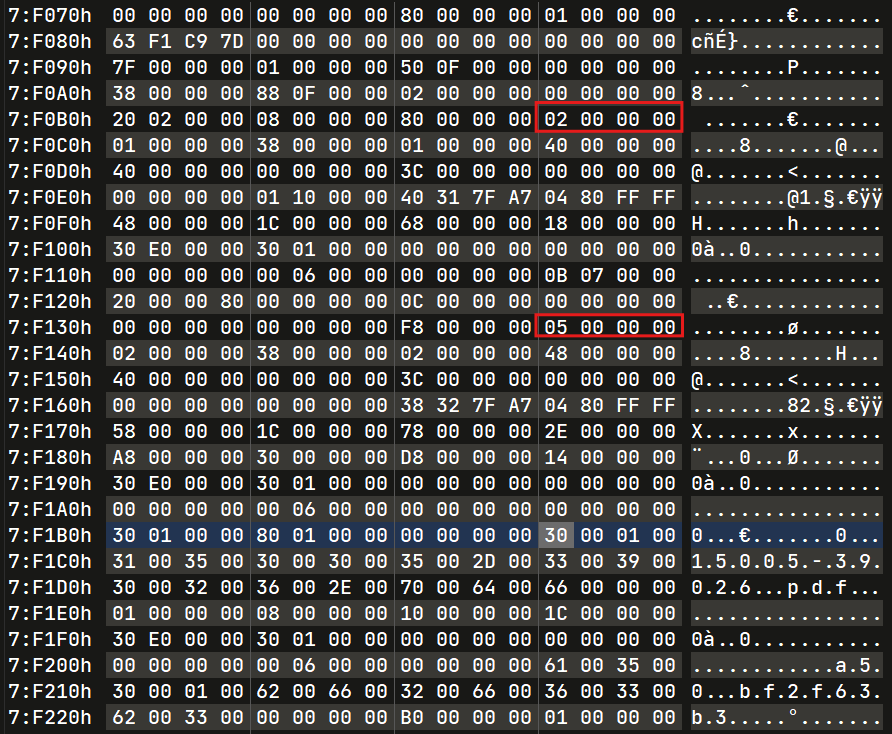 7:F070h 00 00 00 00 00 00 00 00 80 00 00 00 01 00 00 00 ........€.......
7:F080h 63 F1 C9 7D 00 00 00 00 00 00 00 00 00 00 00 00 cñÉ}............
7:F090h 7F 00 00 00 01 00 00 00 50 0F 00 00 00 00 00 00 ........P.......
7:F0A0h 38 00 00 00 88 0F 00 00 02 00 00 00 00 00 00 00 8...ˆ...........
7:F0B0h 20 02 00 00 08 00 00 00 80 00 00 00 02 00 00 00  .......€.......
7:F0C0h 01 00 00 00 38 00 00 00 01 00 00 00 40 00 00 00 ....8.......@...
7:F0D0h 40 00 00 00 00 00 00 00 3C 00 00 00 00 00 00 00 @.......<.......
7:F0E0h 00 00 00 00 01 10 00 00 40 31 7F A7 04 80 FF FF ........@1.§.€ÿÿ
7:F0F0h 48 00 00 00 1C 00 00 00 68 00 00 00 18 00 00 00 H.......h.......
7:F100h 30 E0 00 00 30 01 00 00 00 00 00 00 00 00 00 00 0à..0...........
7:F110h 00 00 00 00 00 06 00 00 00 00 00 00 0B 07 00 00 ................
7:F120h 20 00 00 80 00 00 00 00 0C 00 00 00 00 00 00 00  ..€............
7:F130h 00 00 00 00 00 00 00 00 F8 00 00 00 05 00 00 00 ........ø.......
7:F140h 02 00 00 00 38 00 00 00 02 00 00 00 48 00 00 00 ....8.......H...
7:F150h 40 00 00 00 00 00 00 00 3C 00 00 00 00 00 00 00 @.......<.......
7:F160h 00 00 00 00 00 00 00 00 38 32 7F A7 04 80 FF FF ........82.§.€ÿÿ
7:F170h 58 00 00 00 1C 00 00 00 78 00 00 00 2E 00 00 00 X.......x.......
7:F180h A8 00 00 00 30 00 00 00 D8 00 00 00 14 00 00 00 ¨...0...Ø.......
7:F190h 30 E0 00 00 30 01 00 00 00 00 00 00 00 00 00 00 0à..0...........
7:F1A0h 00 00 00 00 00 06 00 00 00 00 00 00 00 00 00 00 ................
7:F1B0h 30 01 00 00 80 01 00 00 00 00 00 00 30 00 01 00 0...€.......0...
7:F1C0h 31 00 35 00 30 00 30 00 35 00 2D 00 33 00 39 00 1.5.0.0.5.-.3.9.
7:F1D0h 30 00 32 00 36 00 2E 00 70 00 64 00 66 00 00 00 0.2.6...p.d.f...
7:F1E0h 01 00 00 00 08 00 00 00 10 00 00 00 1C 00 00 00 ................
7:F1F0h 30 E0 00 00 30 01 00 00 00 00 00 00 00 00 00 00 0à..0...........
7:F200h 00 00 00 00 00 06 00 00 00 00 00 00 61 00 35 00 ............a.5.
7:F210h 30 00 01 00 62 00 66 00 32 00 66 00 36 00 33 00 0...b.f.2.f.6.3.
7:F220h 62 00 33 00 00 00 00 00 B0 00 00 00 01 00 00 00 b.3.....°.......